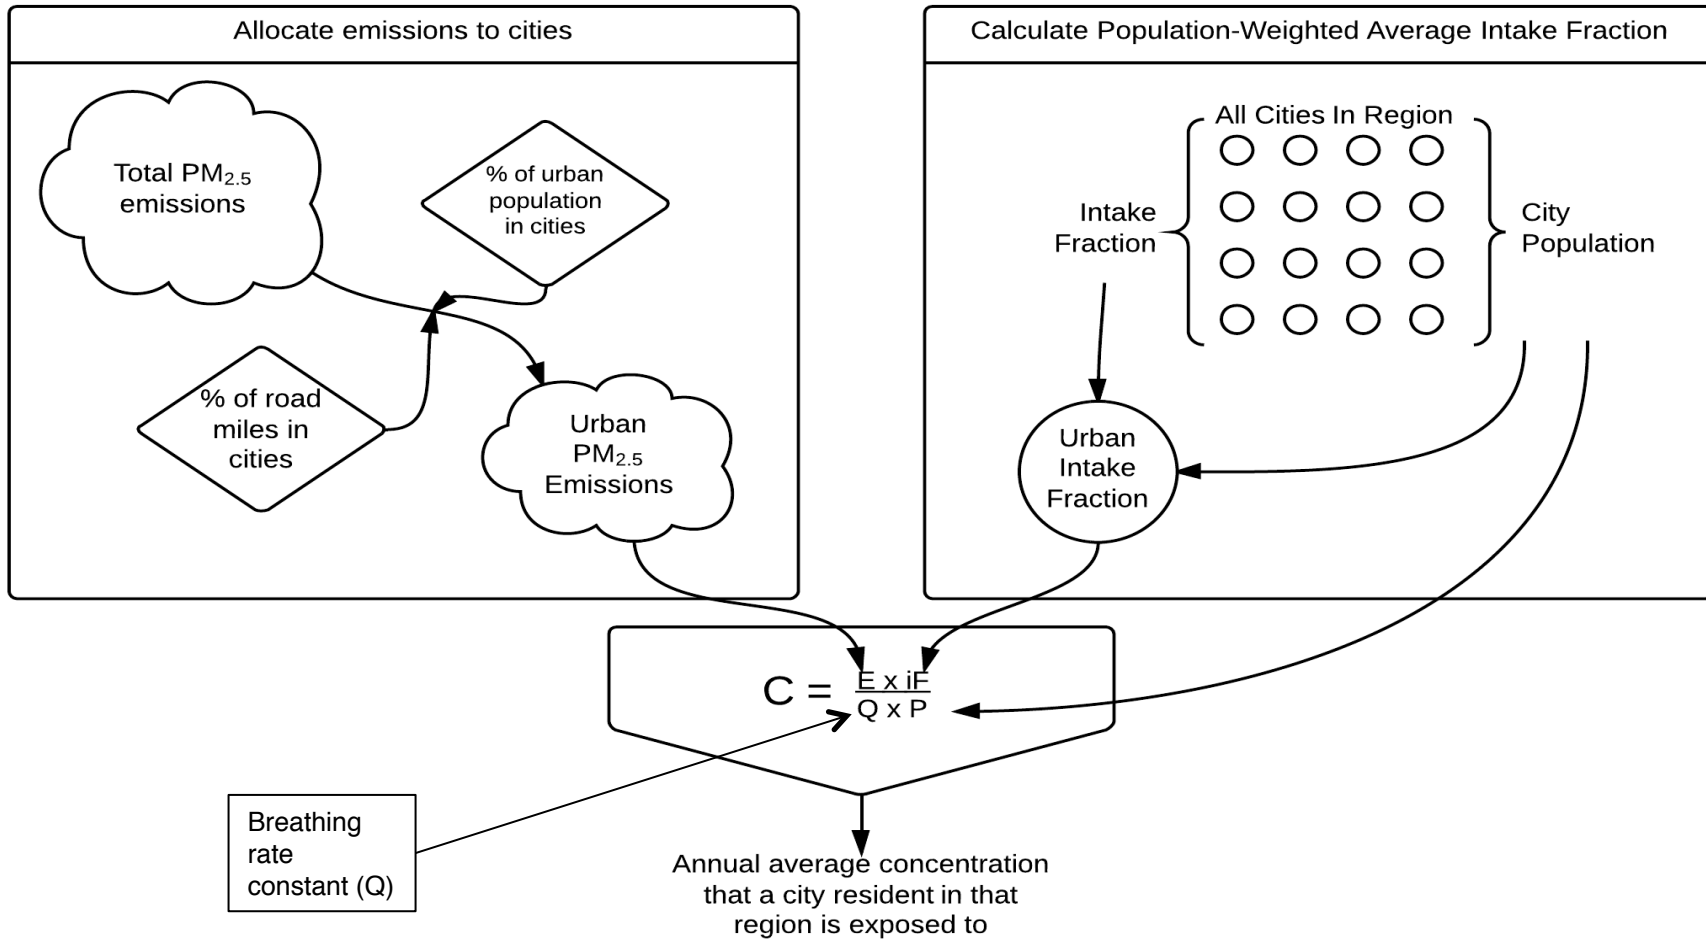 Allocate emissions to cities
Total PM2.5
emissions
% of urban
population
in cities
% of road
miles in
cities
Urban
PM2.5
Emissions
Calculate Population-Weighted Average Intake Fraction
All Cities In Region
Intake
Fraction
City
Population
Urban
Intake
Fraction
C = E x iF
Q x P
Breathing
rate
constant (Q)
Annual average concentration
that a city resident in that
region is exposed to